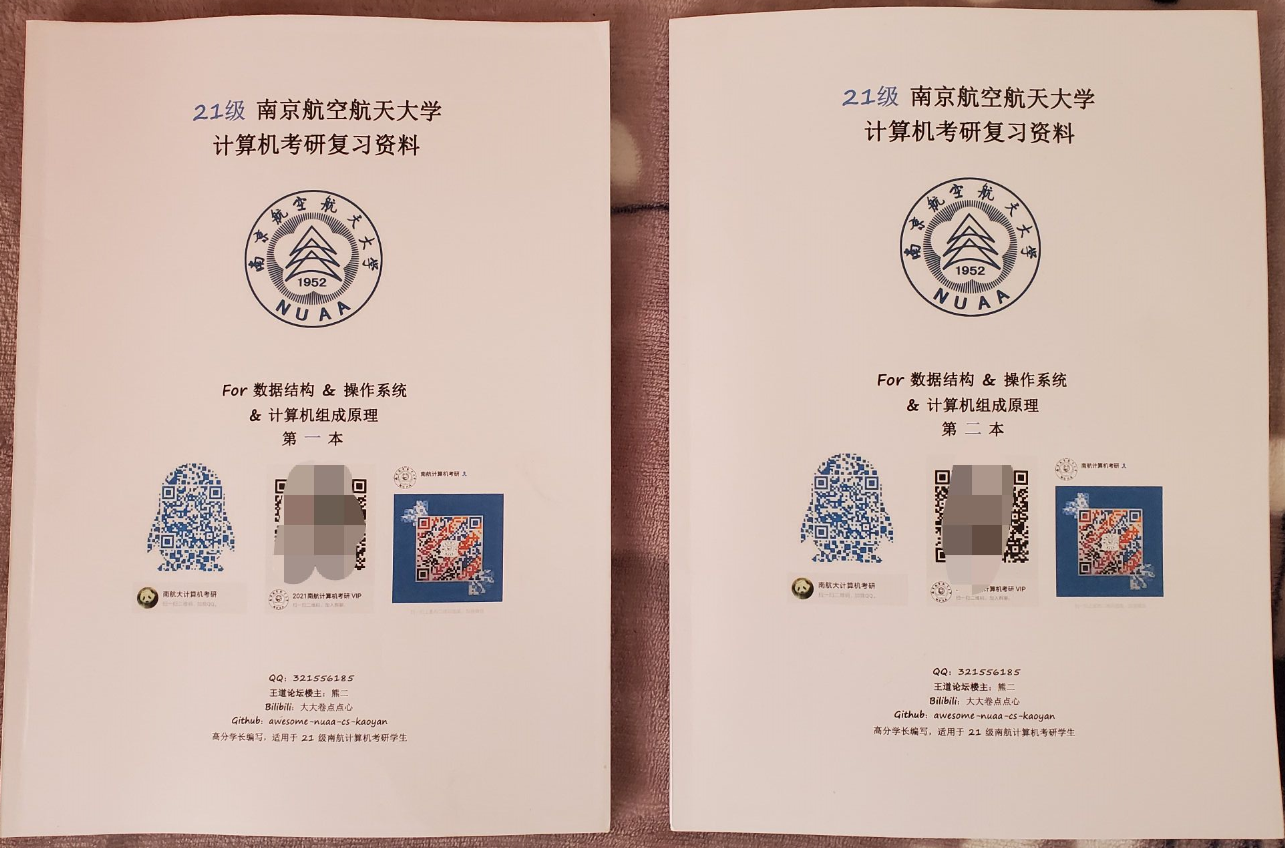 21级 南京航空航天大学
计算机考研复习资料
南京航空航天大学
1952
NUAA
For 数据结构 & 操作系统
& 计算机组成原理
第 一 本
南航计算机考研
南航大计算机考研
2021南航计算机考研 VIP
QQ: 321556185
王道论坛楼主: 熊二
Bilibili: 大大卷点点心
Github: awesome-nuaa-cs-kaoyan
高分学长编写, 适用于 21 级南航计算机考研学生
21级 南京航空航天大学
计算机考研复习资料
南京航空航天大学
1952
NUAA
For 数据结构 & 操作系统
& 计算机组成原理
第 二 本
南航计算机考研
南航大计算机考研
计算机考研 VIP
QQ: 321556185
王道论坛楼主: 熊二
Bilibili: 大大卷点点心
Github: awesome-nuaa-cs-kaoyan
高分学长编写, 适用于 21 级南航计算机考研学生